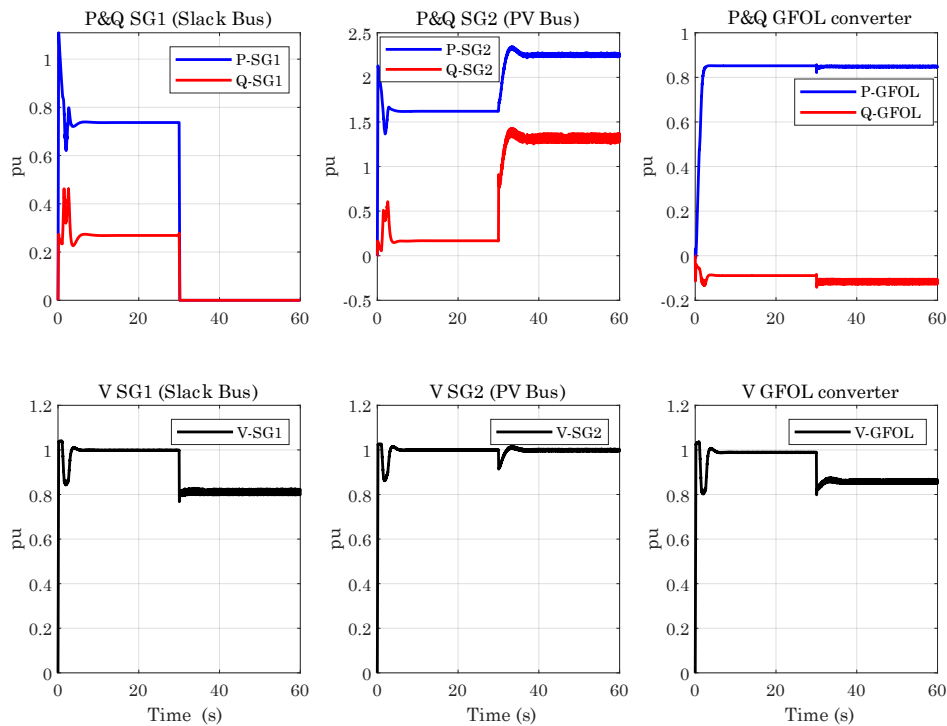 P&Q SG1 (Slack Bus)
P&Q SG2 (PV Bus)
P&Q GFOL converter
pu
1
0.8
0.6
0.4
0.2
0
0
20
40
60
P-SG1
Q-SG1
2.5
2
1.5
1
0.5
0
-0.5
0
20
40
60
P-SG2
Q-SG2
pu
1
0.8
0.6
0.4
0.2
0
-0.2
0
20
40
60
P-GFOL
Q-GFOL
V SG1 (Slack Bus)
V SG2 (PV Bus)
V GFOL converter
pu
1.2
1
0.8
0.6
0.4
0.2
0
0
20
40
60
V-SG1
Time (s)
pu
1.2
1
0.8
0.6
0.4
0.2
0
0
20
40
60
V-SG2
Time (s)
pu
1.2
1
0.8
0.6
0.4
0.2
0
0
20
40
60
V-GFOL
Time (s)